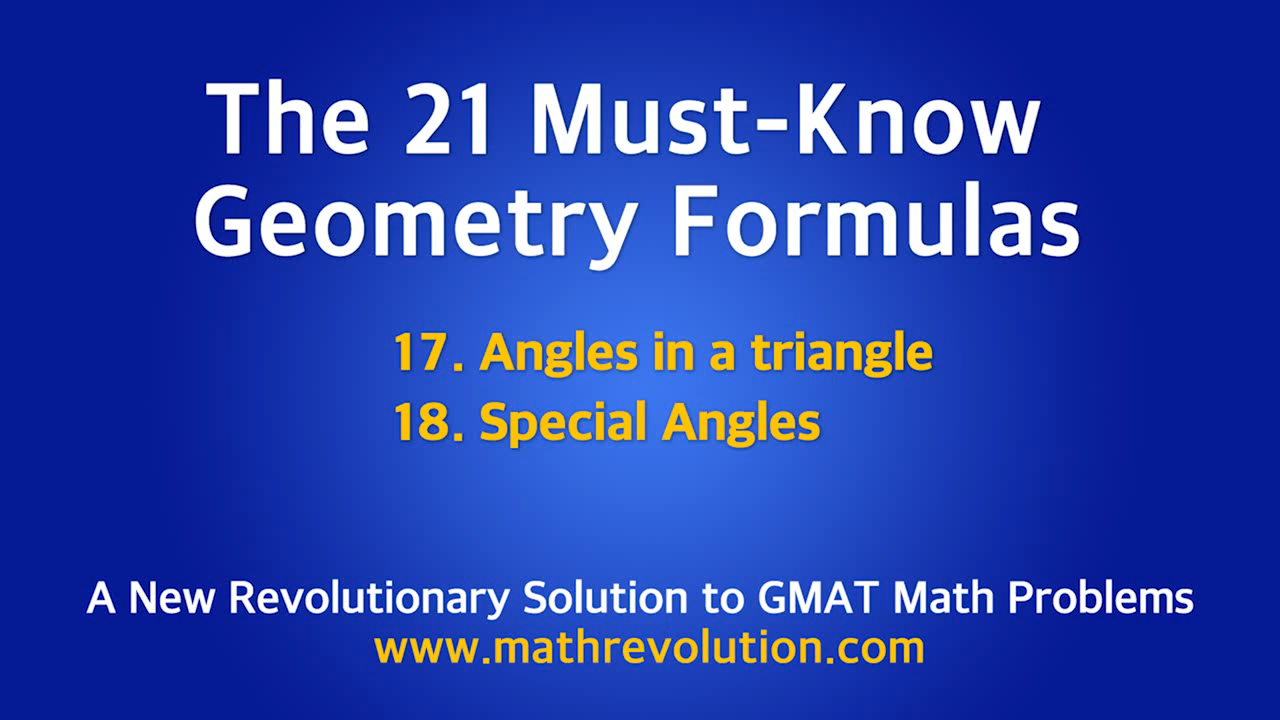 The 21 Must-Know
Geometry Formulas
17. Angles in a triangle
18. Special Angles
A New Revolutionary Solution to GMAT Math Problems
www.mathrevolution.com